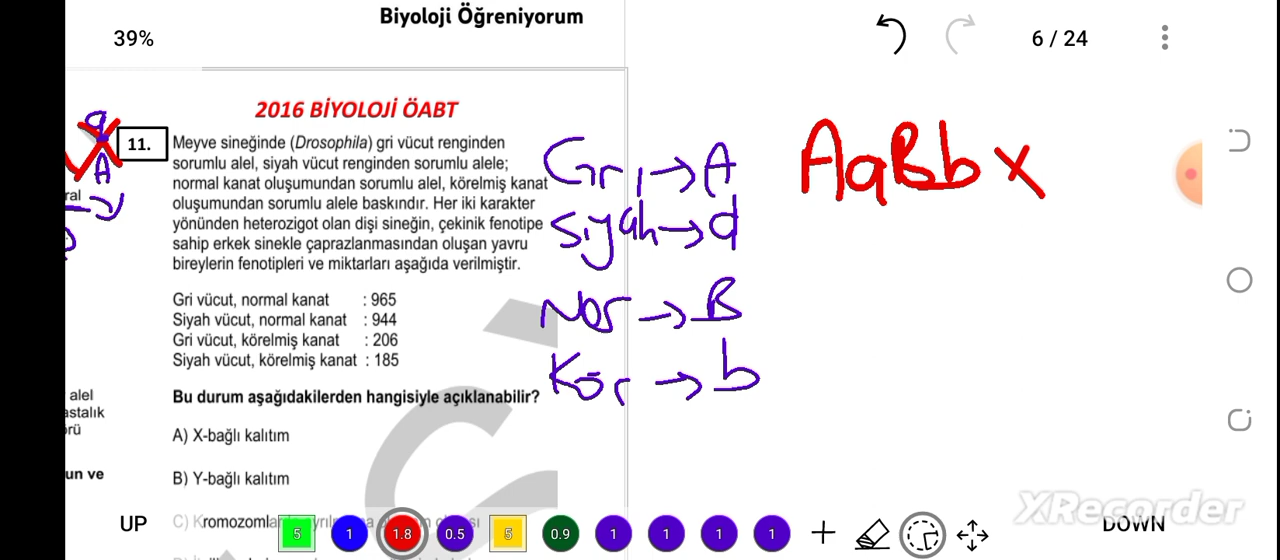 Biyoloji Öğreniyorum
39%
6 / 24
2016 BİYOLOJİ ÖABT
11.
Meyve sineğinde (Drosophila) gri vücut renginden
sorumlu alel, siyah vücut renginden sorumlu alele;
normal kanat oluşumundan sorumlu alel, körelmiş kanat
oluşumundan sorumlu alele baskındır. Her iki karakter
yönünden heterozigot olan dişi sineğin, çekinik fenotipe
sahip erkek sinekle çaprazlanmasından oluşan yavru
bireylerin fenotipleri ve miktarları aşağıda verilmiştir.
Gri vücut, normal kanat : 965
Siyah vücut, normal kanat : 944
Gri vücut, körelmiş kanat : 206
Siyah vücut, körelmiş kanat : 185
Bu durum aşağıdakilerden hangisiyle açıklanabilir?
A) X-bağlı kalıtım
B) Y-bağlı kalıtım
a
A
ral
alel
astalık
örü
un ve
Gri → A
Siyah → a
Nor → B
Kör → b
AaBb x
UP
5
1
1.8
0.5
5
0.9
1
1
1
1
DOWN
XRecorder